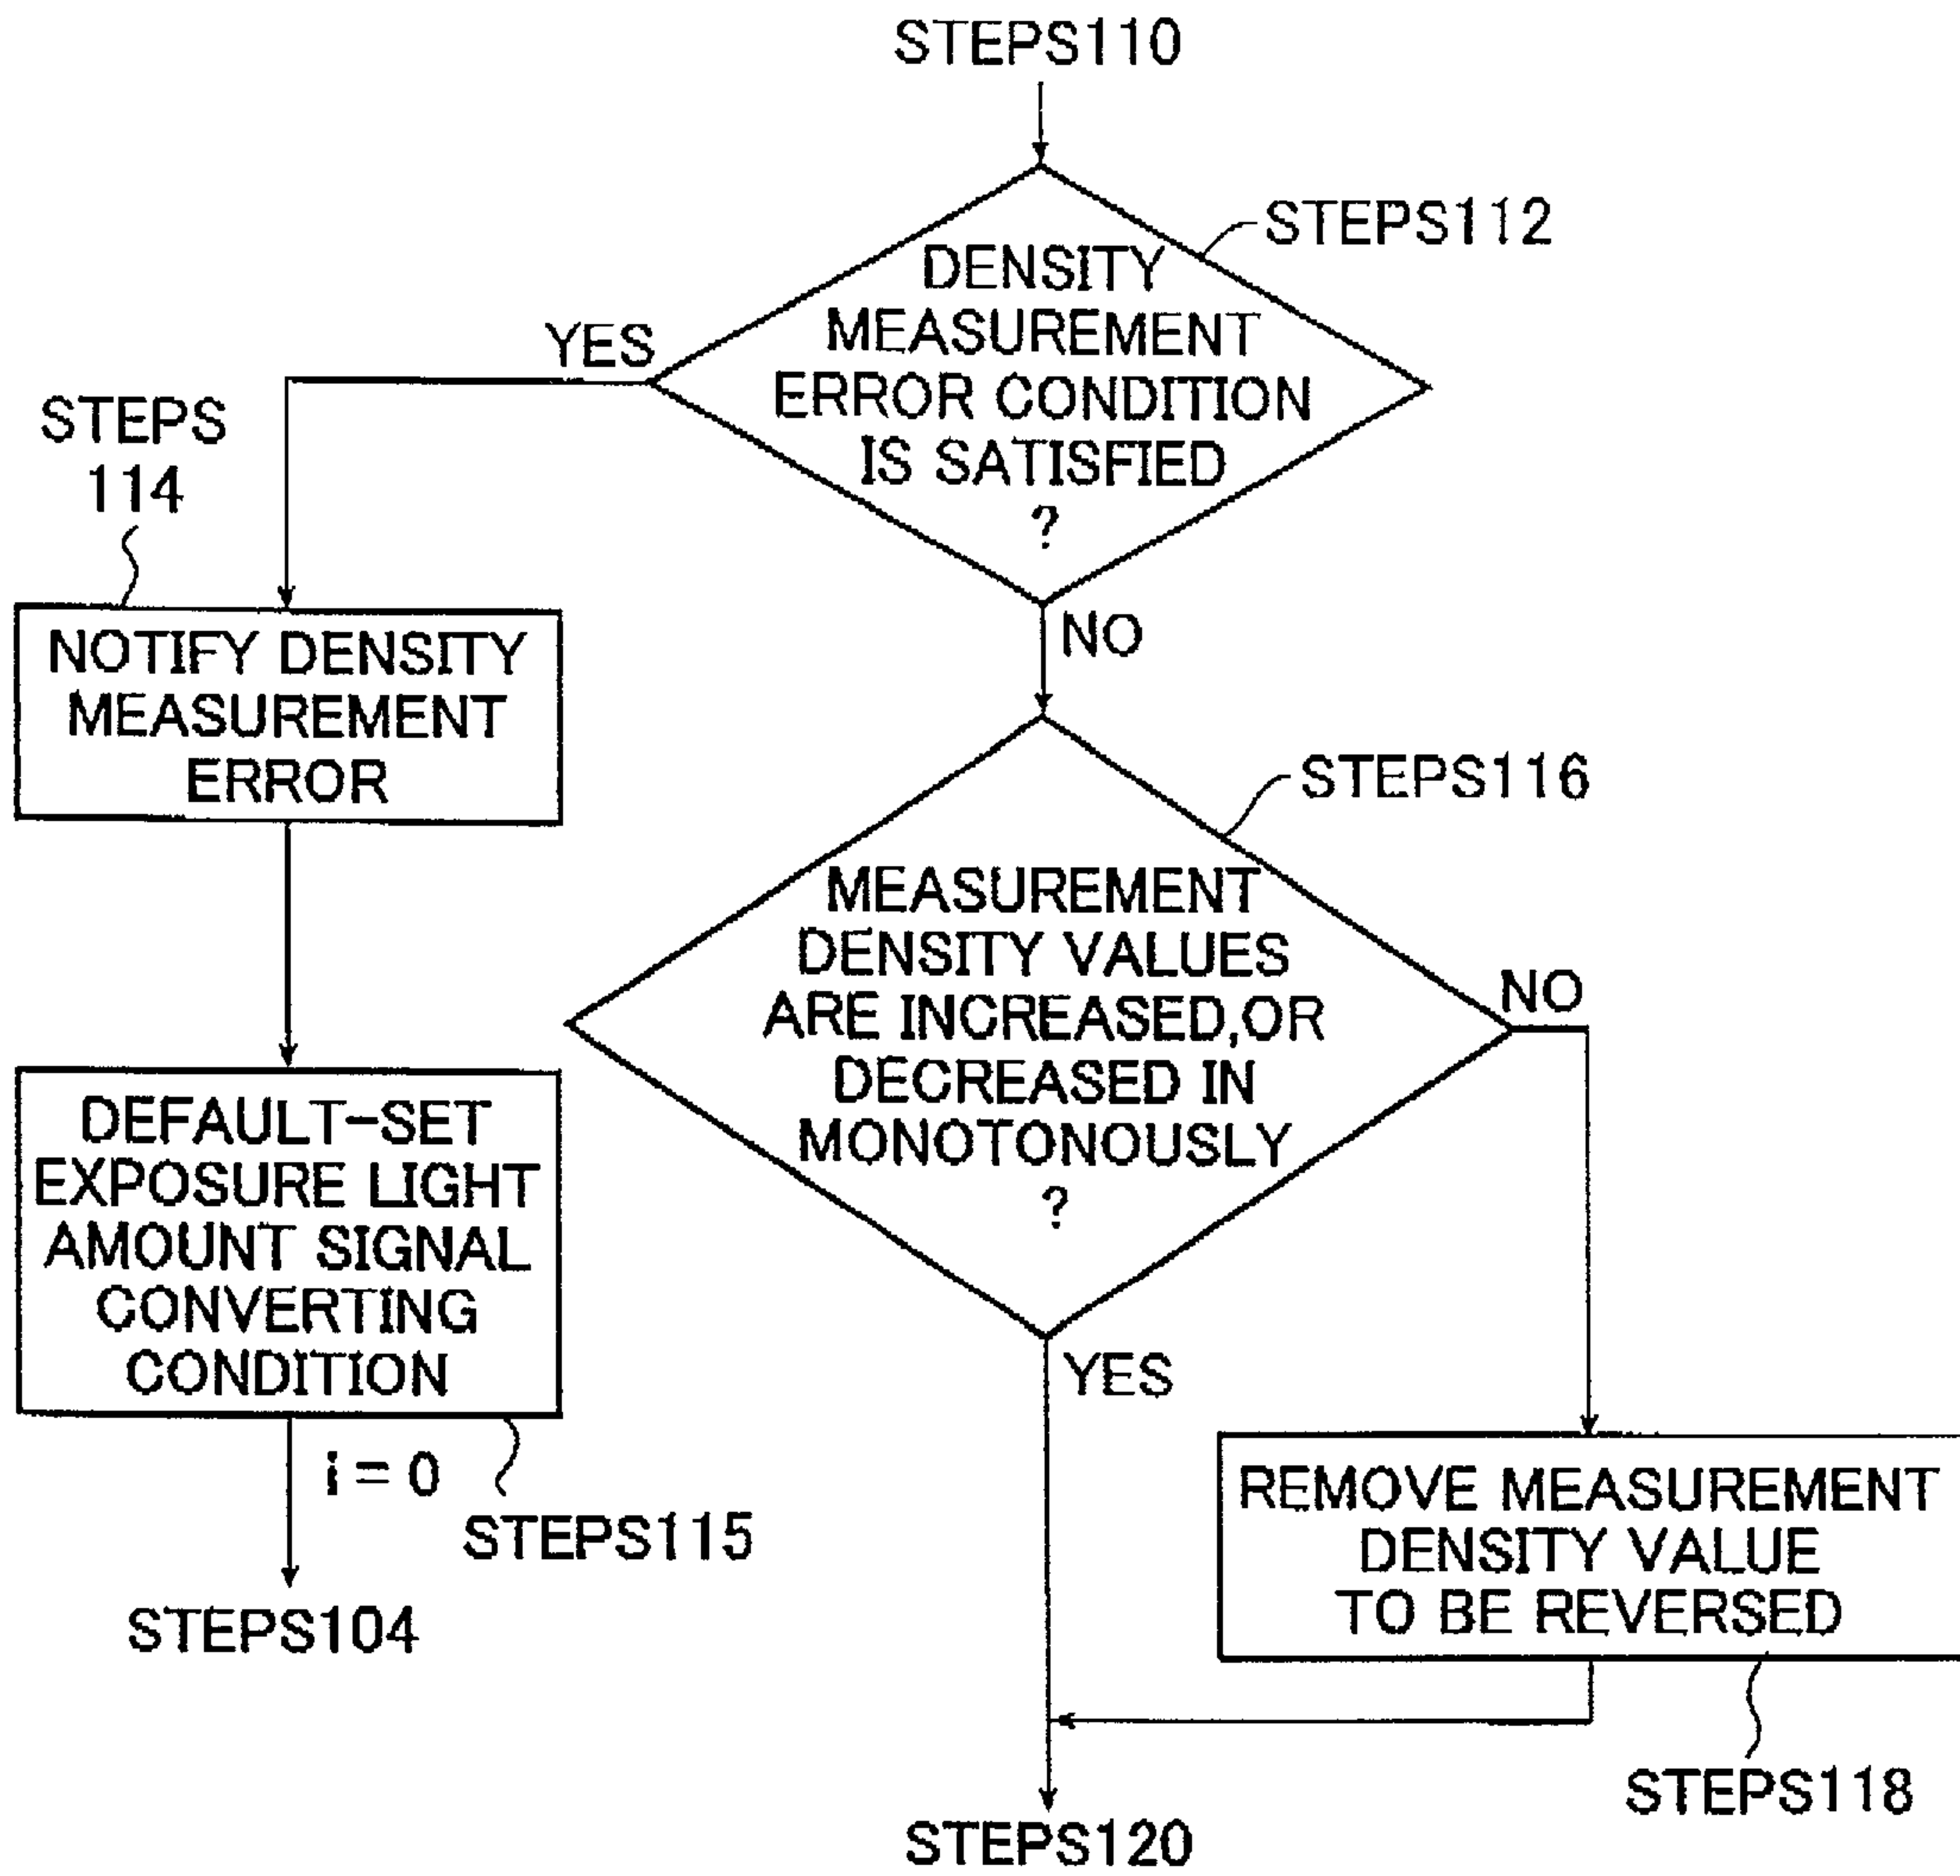 STEPS110
STEPS112
DENSITY
MEASUREMENT
ERROR CONDITION
IS SATISFIED
?
YES
NO
STEPS
114
NOTIFY DENSITY
MEASUREMENT
ERROR
STEPS116
MEASUREMENT
DENSITY VALUES
ARE INCREASED,OR
DECREASED IN
MONOTONOUSLY
?
NO
YES
DEFAULT-SET
EXPOSURE LIGHT
AMOUNT SIGNAL
CONVERTING
CONDITION
i = 0
STEPS115
STEPS104
REMOVE MEASUREMENT
DENSITY VALUE
TO BE REVERSED
STEPS118
STEPS120